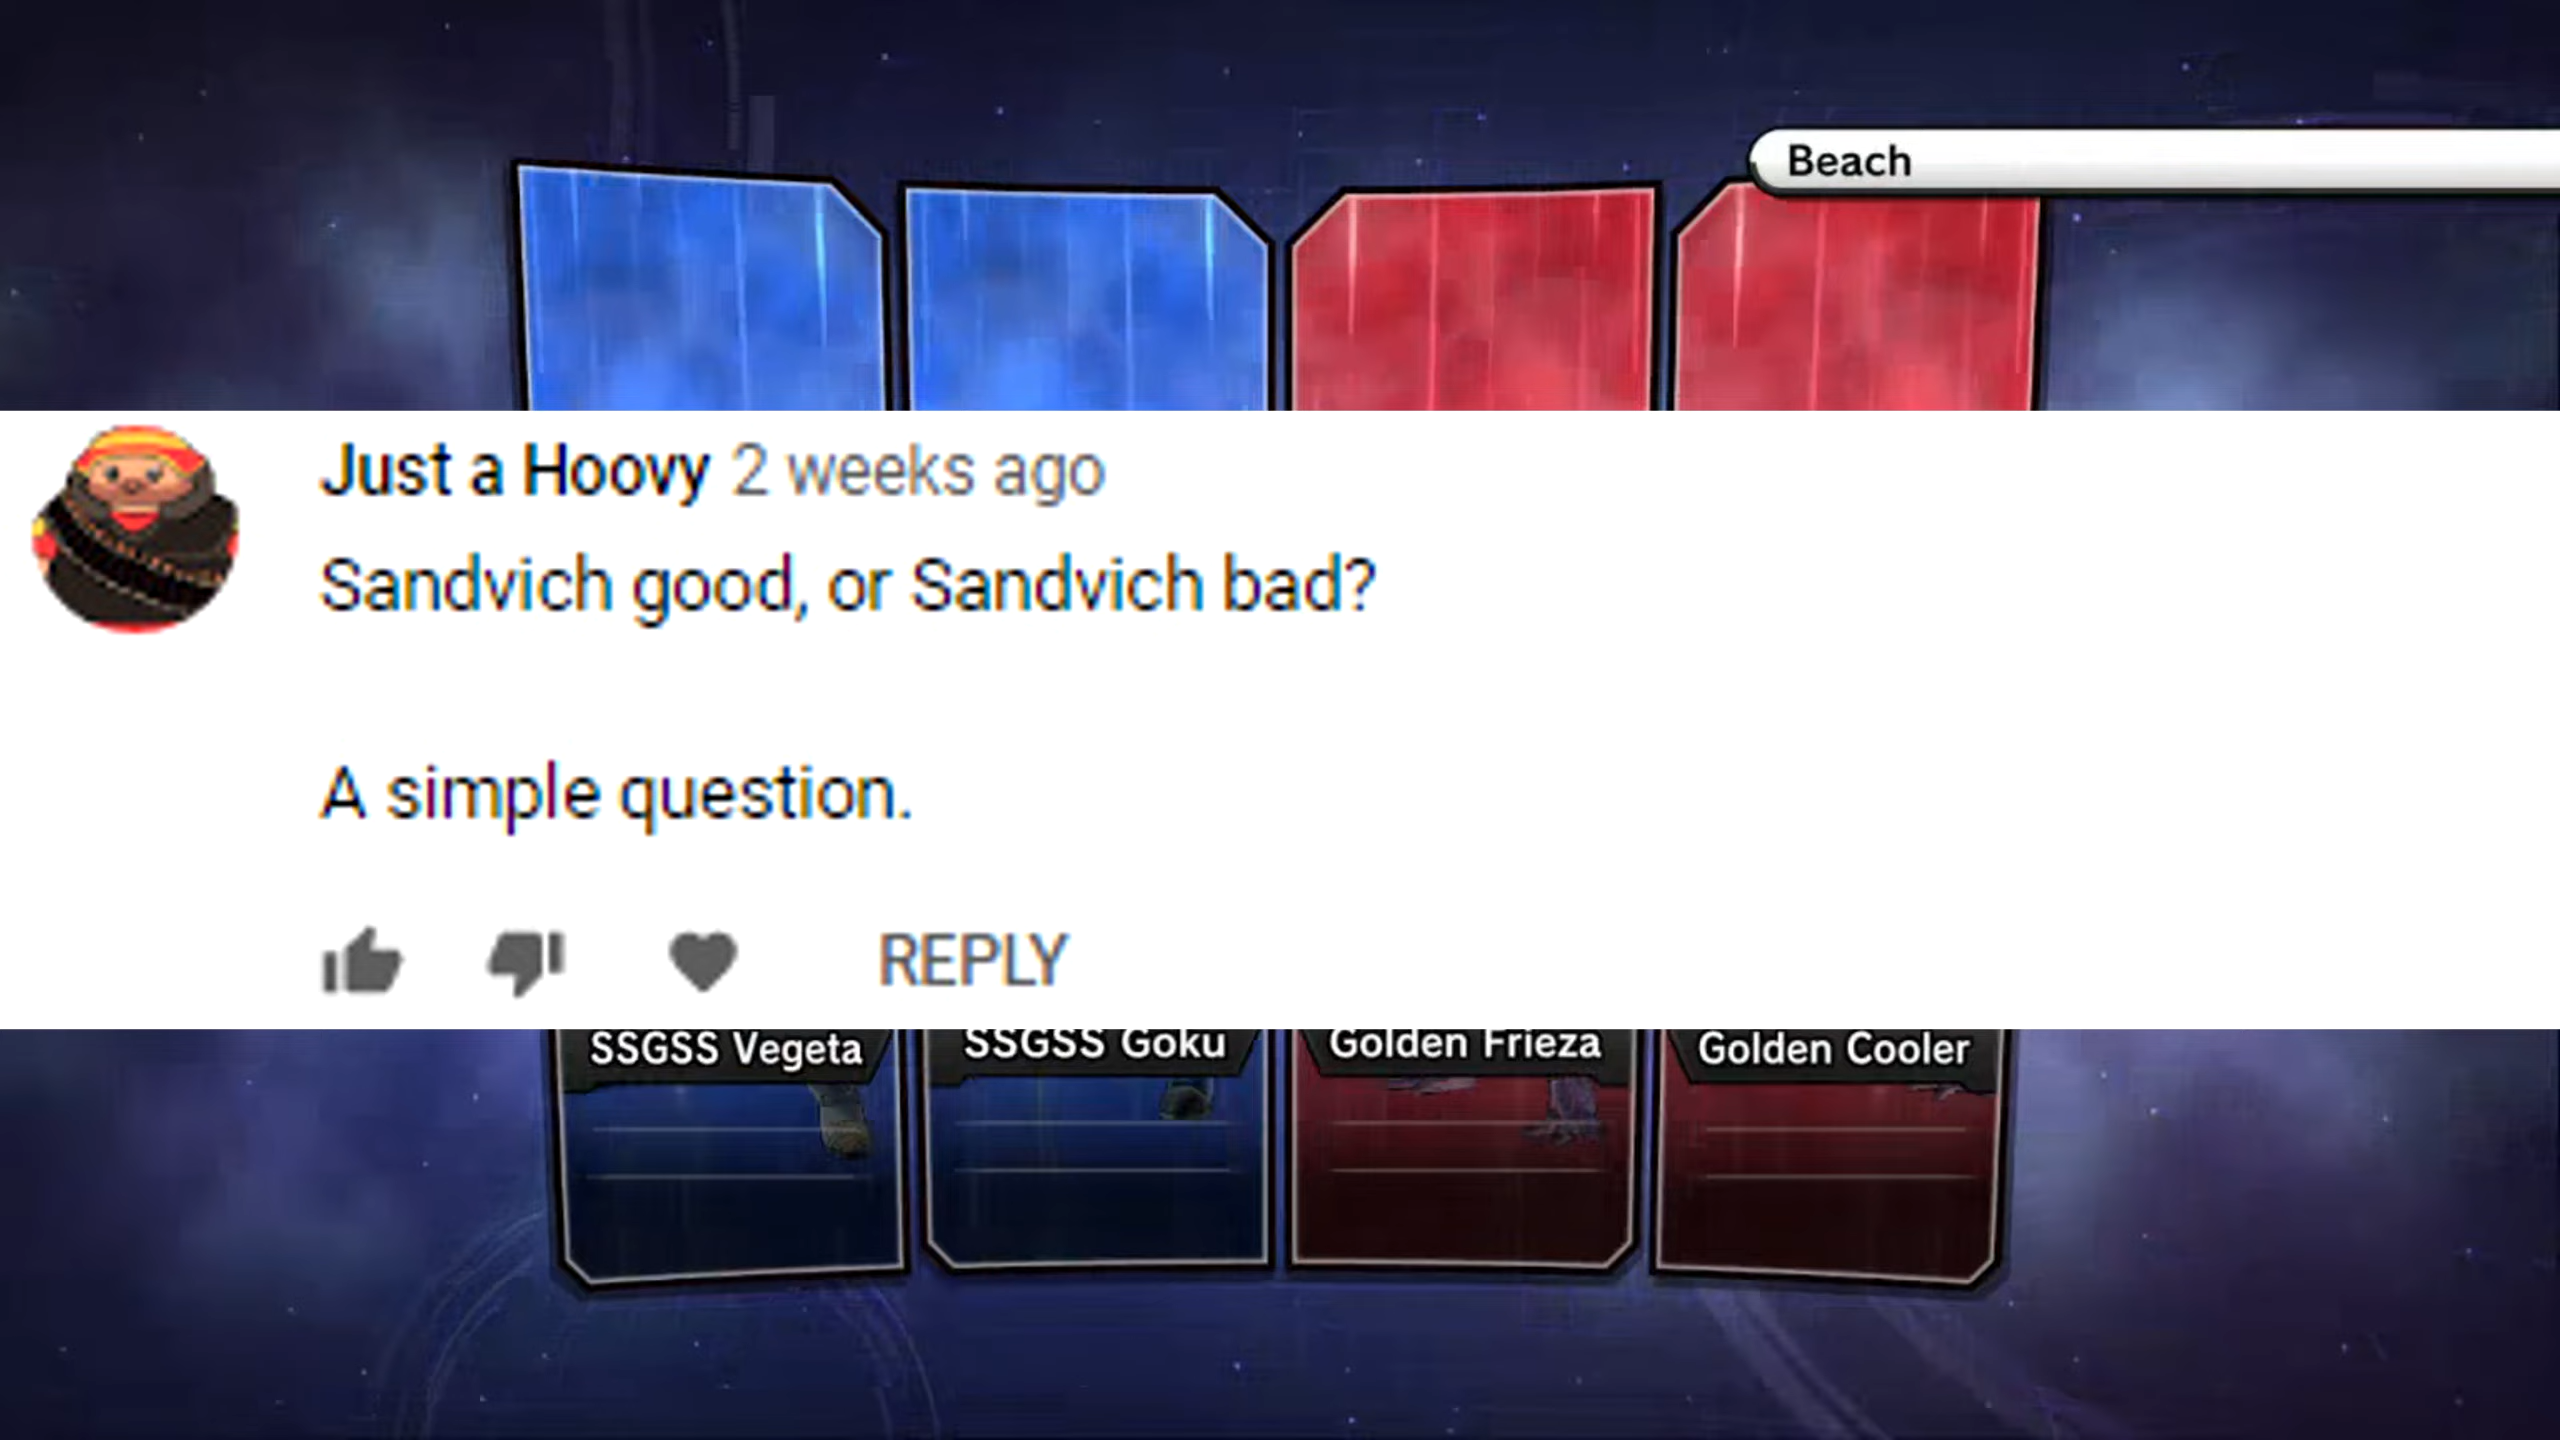 Beach
Just a Hoovy 2 weeks ago
Sandvich good, or Sandvich bad?
A simple question.
REPLY
SSGSS Vegeta
SSGSS Goku
Golden Frieza
Golden Cooler